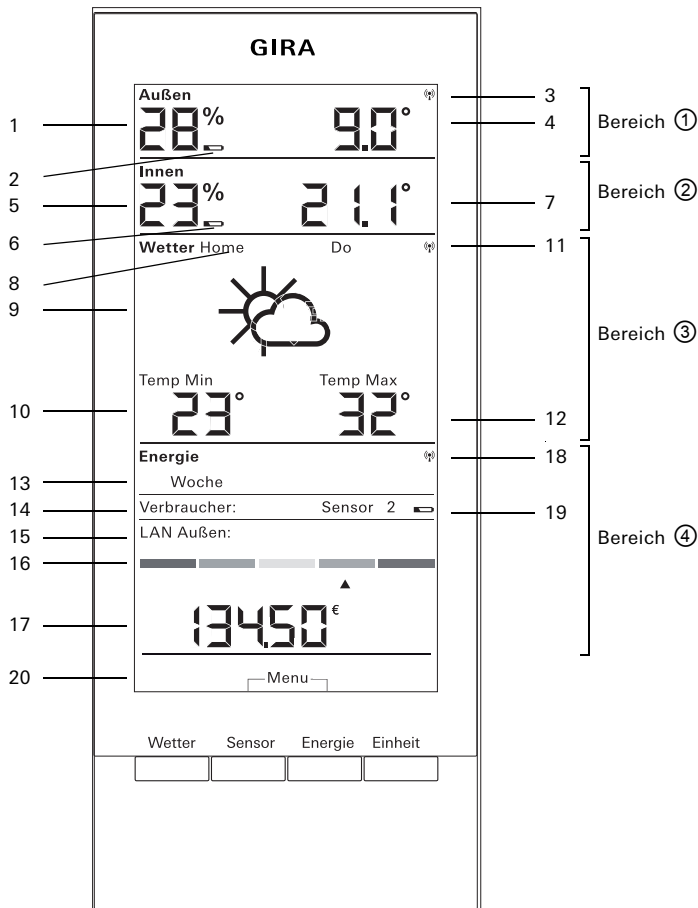 GIRA
Außen
3
1 28% 9.0° 4 Bereich ①
2
Innen
5 23% 21.1° 7 Bereich ②
6
Wetter Home Do 11
8
9
Bereich ③
Temp Min Temp Max
10 23° 32° 12
Energie 18
13 Woche
14 Verbraucher: Sensor 2 19
15 LAN Außen: Bereich ④
16
17 134.50 €
20 Menu
Wetter Sensor Energie Einheit